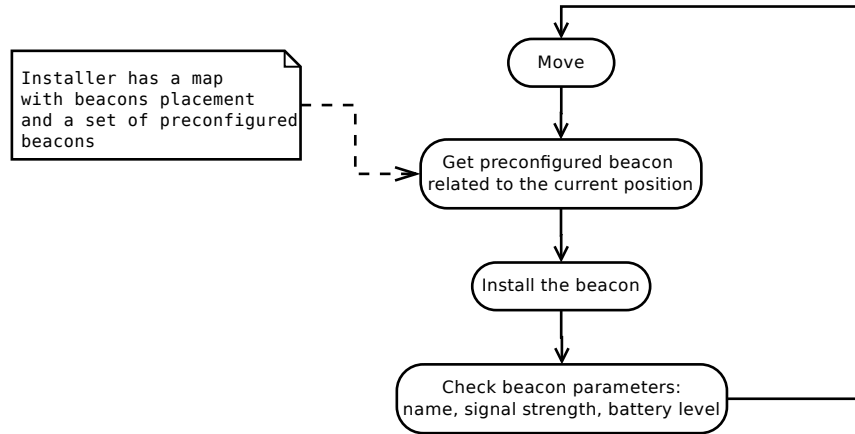 Installer has a map
with beacons placement
and a set of preconfigured
beacons
Move
Get preconfigured beacon
related to the current position
Install the beacon
Check beacon parameters:
name, signal strength, battery level